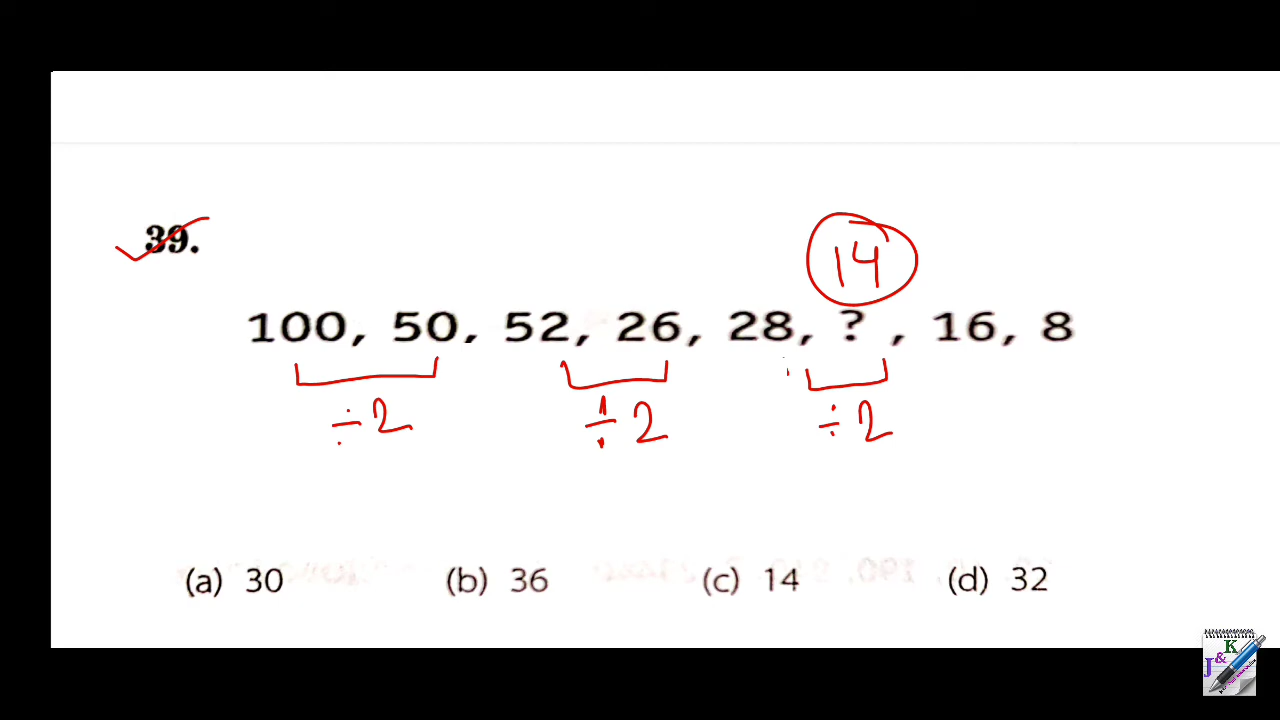 39.
14
100, 50, 52, 26, 28, ? , 16, 8
÷2 ÷2 ÷2
(a) 30 (b) 36 (c) 14 (d) 32
J&K